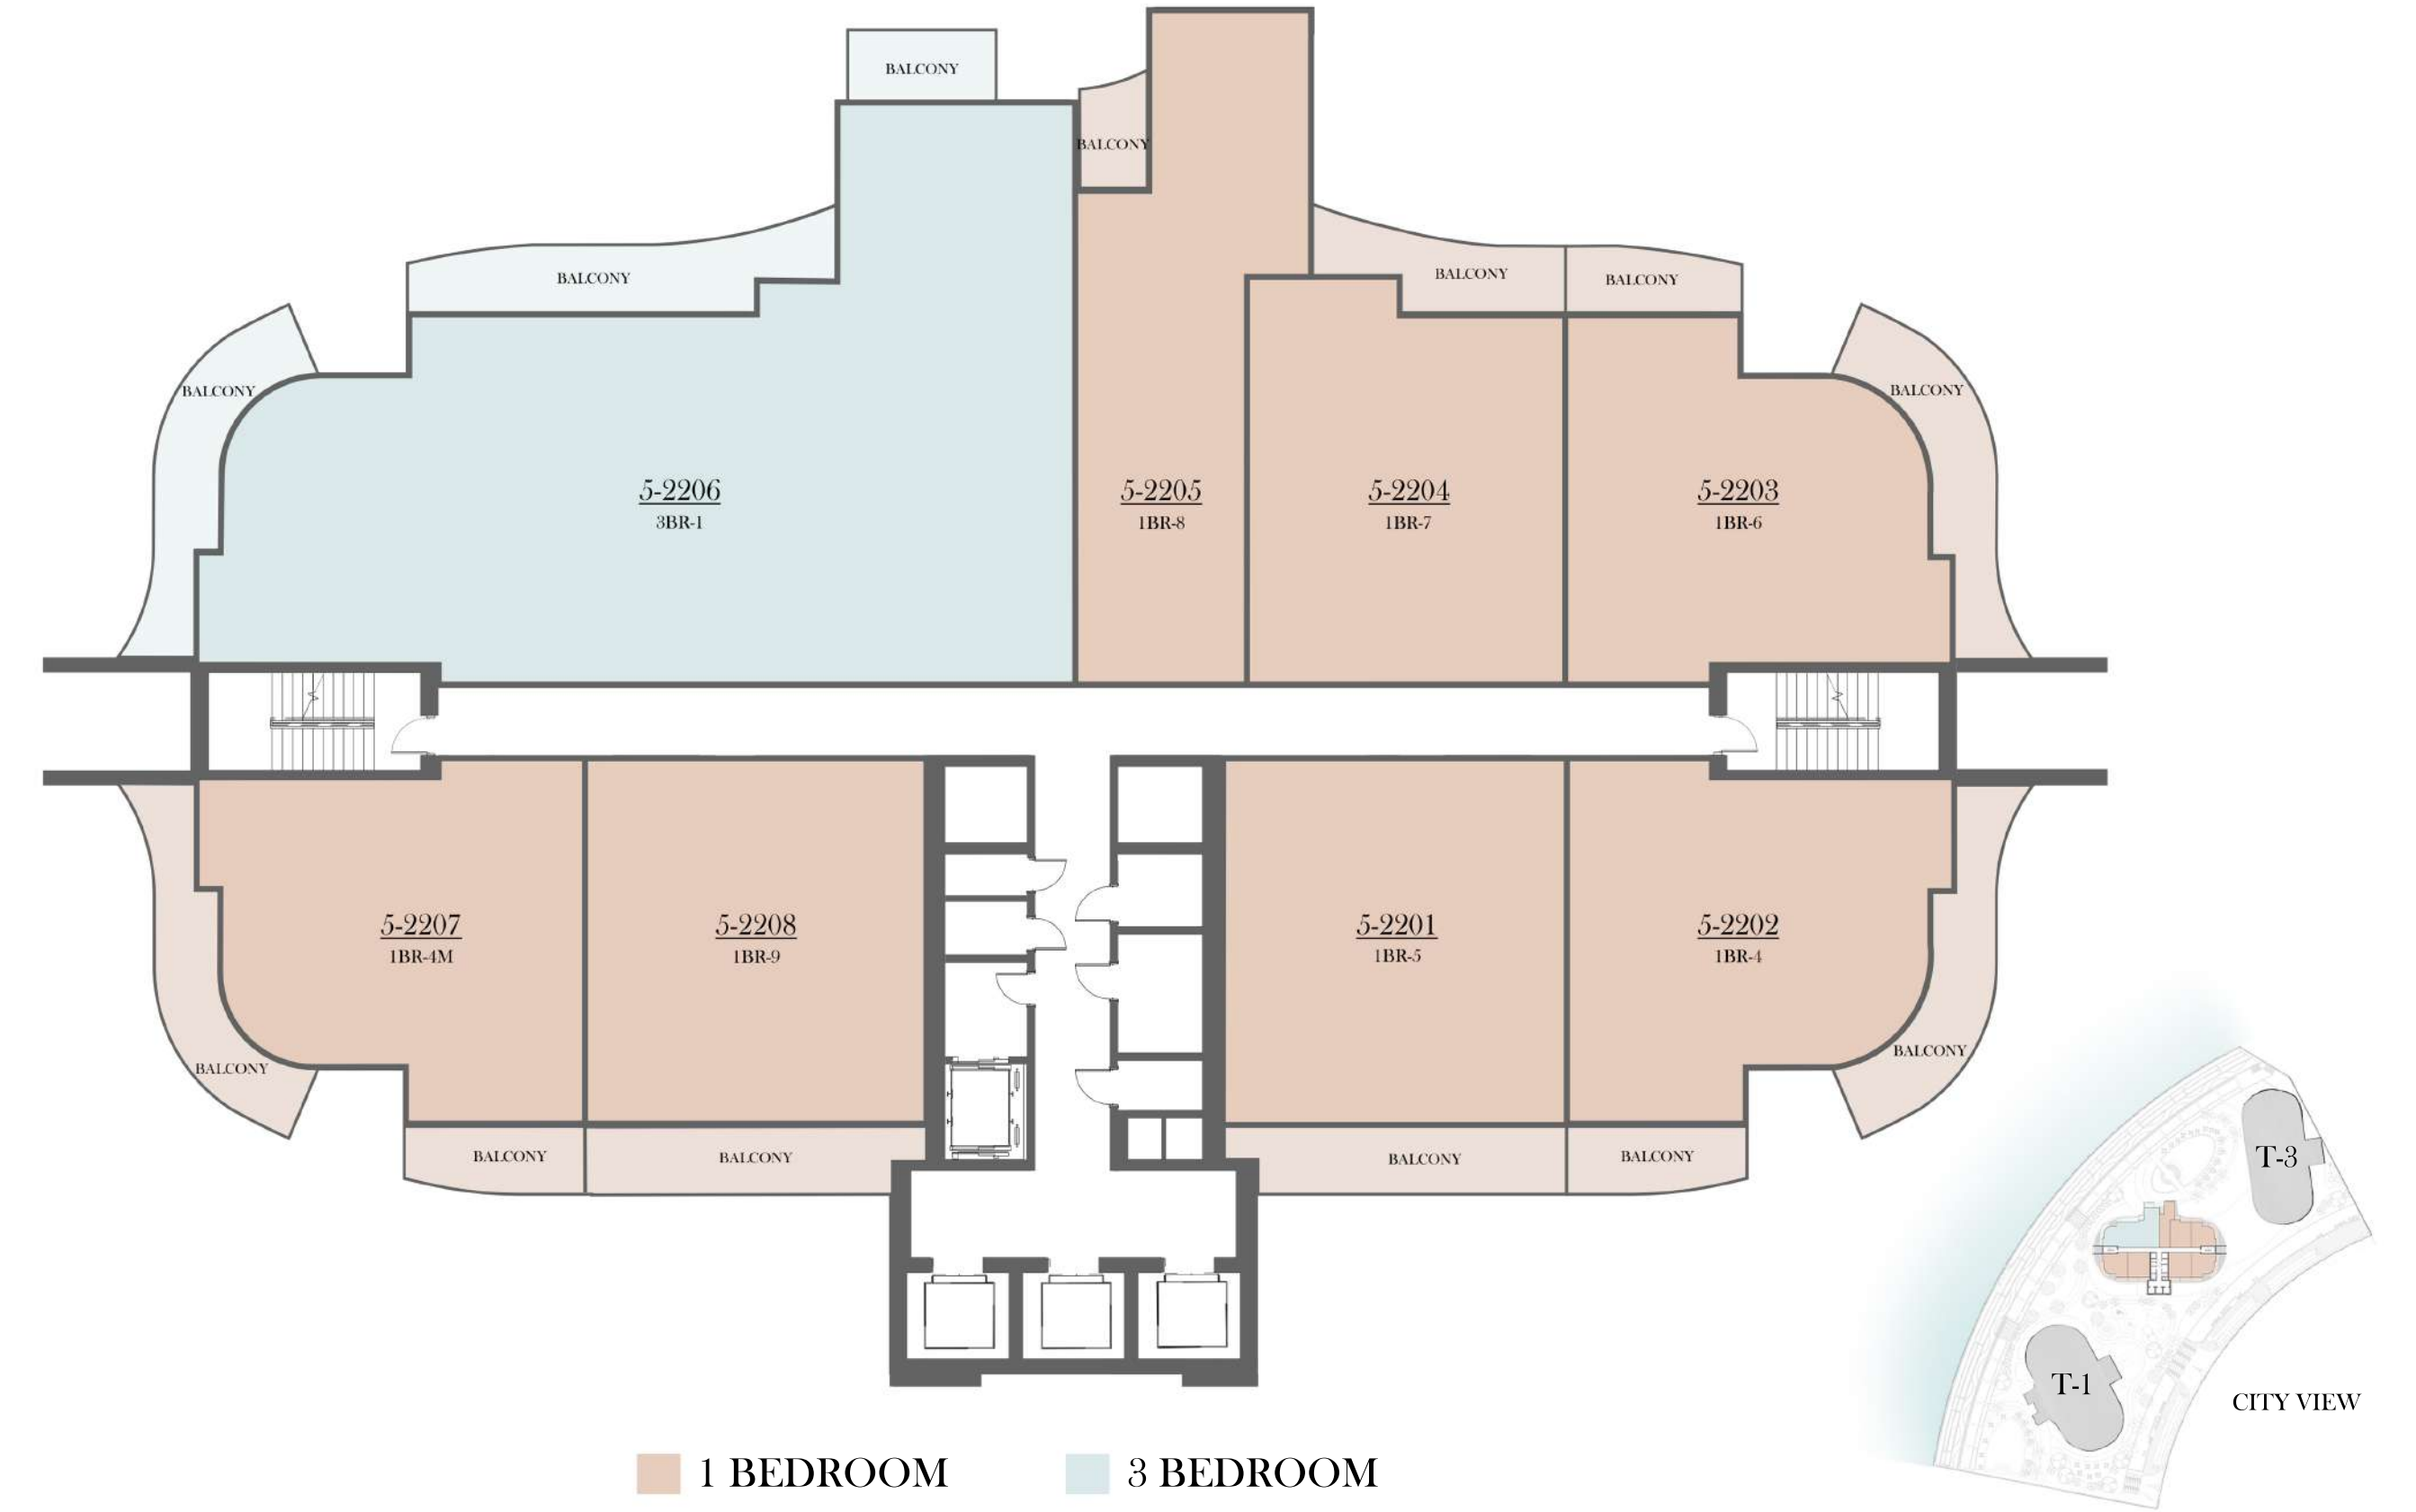 BALCONY
BALCONY
BALCONY
BALCONY
BALCONY
BALCONY
BALCONY
5-2206
3BR-1
5-2205
1BR-8
5-2204
1BR-7
5-2203
1BR-6
5-2207
1BR-4M
5-2208
1BR-9
5-2201
1BR-5
5-2202
1BR-4
BALCONY
BALCONY
BALCONY
BALCONY
BALCONY
BALCONY
T-3
T-1
CITY VIEW
1 BEDROOM
3 BEDROOM